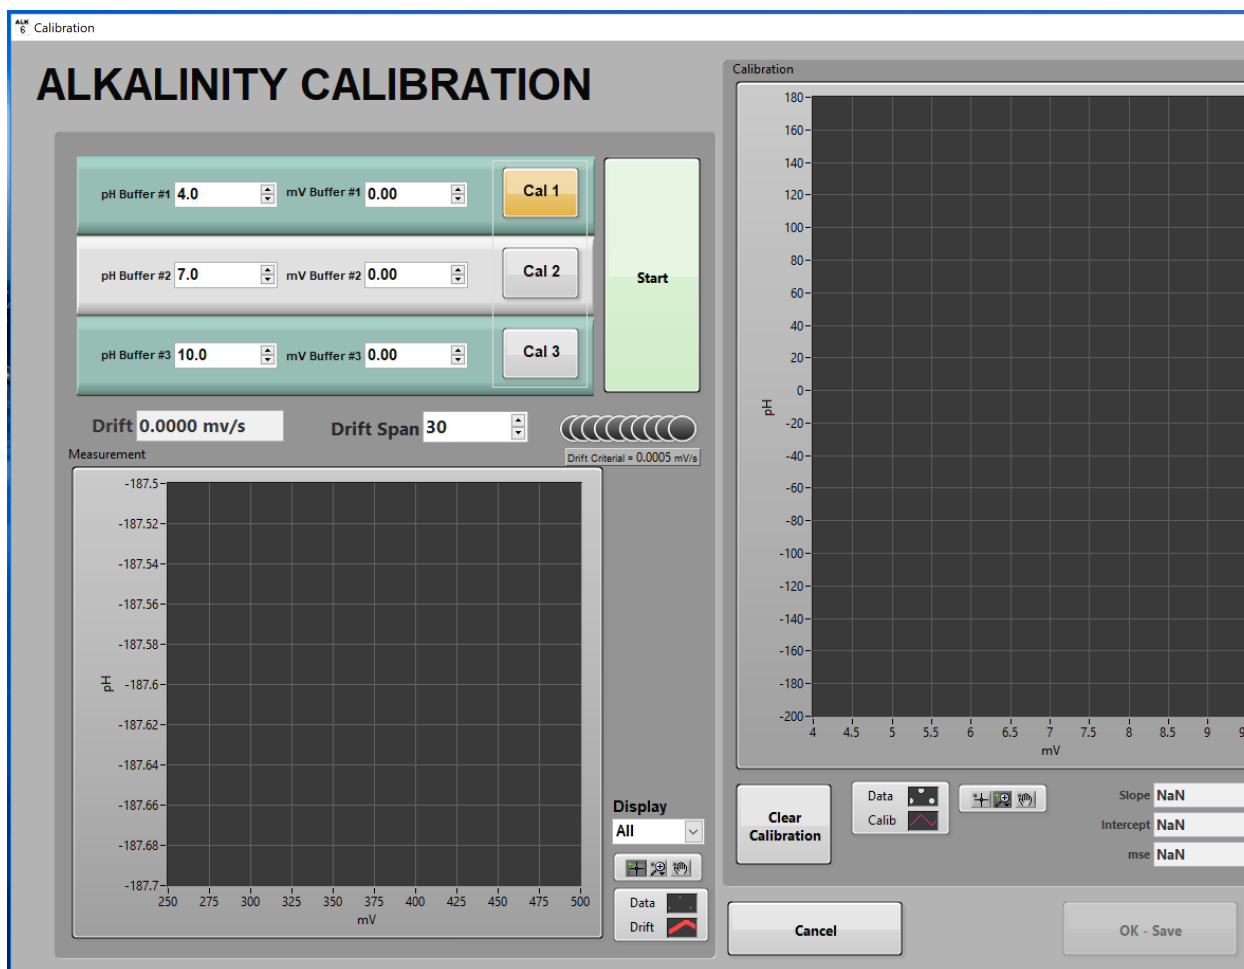 ALK
6 Calibration
ALKALINITY CALIBRATION
pH Buffer #1 4.0 mV Buffer #1 0.00 Cal 1
pH Buffer #2 7.0 mV Buffer #2 0.00 Cal 2
pH Buffer #3 10.0 mV Buffer #3 0.00 Cal 3
Start
Drift 0.0000 mv/s Drift Span 30
Drift Criterial = 0.0005 mV/s
Measurement
-187.5
-187.52
-187.54
-187.56
-187.58
-187.6
-187.62
-187.64
-187.66
-187.68
-187.7
pH
250 275 300 325 350 375 400 425 450 475 500
mV
Display
All
Data
Drift
Calibration
180
160
140
120
100
80
60
40
20
0
-20
-40
-60
-80
-100
-120
-140
-160
-180
-200
pH
4 4.5 5 5.5 6 6.5 7 7.5 8 8.5 9
mV
Clear
Calibration
Data
Calib
Slope NaN
Intercept NaN
mse NaN
Cancel
OK - Save